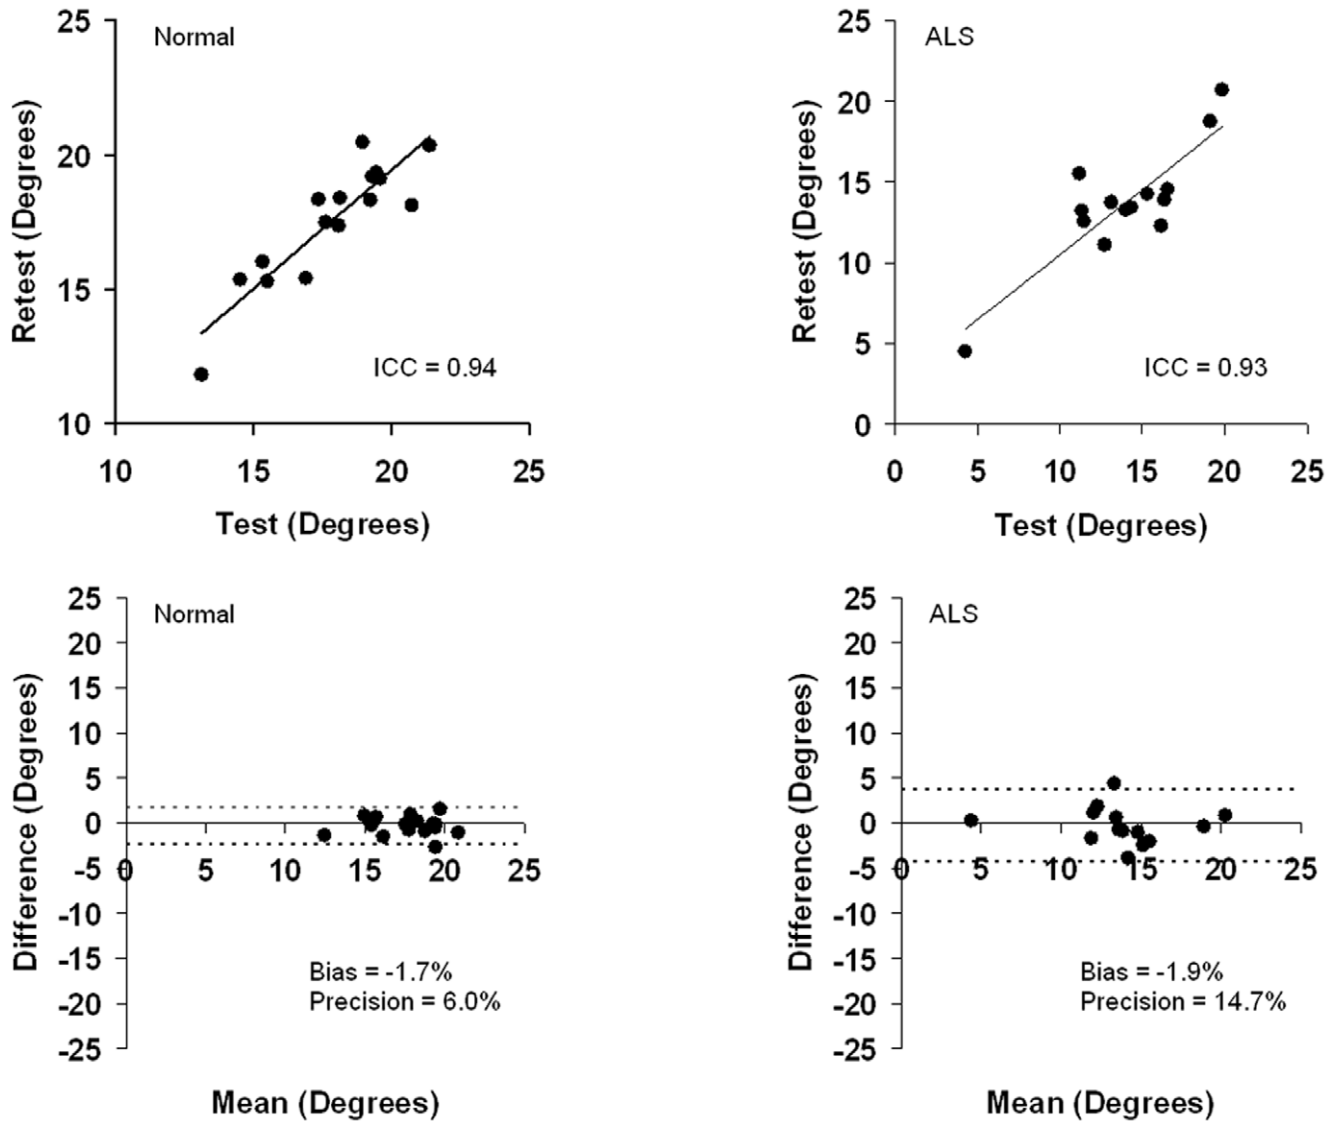 Normal
Retest (Degrees)
25
20
15
10
ICC = 0.94
10 15 20 25
Test (Degrees)
ALS
Retest (Degrees)
25
20
15
10
5
0
ICC = 0.93
0 5 10 15 20 25
Test (Degrees)
Normal
Difference (Degrees)
25
20
15
10
5
0
-5
-10
-15
-20
-25
0 5 10 15 20 25
Bias = -1.7%
Precision = 6.0%
Mean (Degrees)
ALS
Difference (Degrees)
25
20
15
10
5
0
-5
-10
-15
-20
-25
0 5 10 15 20 25
Bias = -1.9%
Precision = 14.7%
Mean (Degrees)